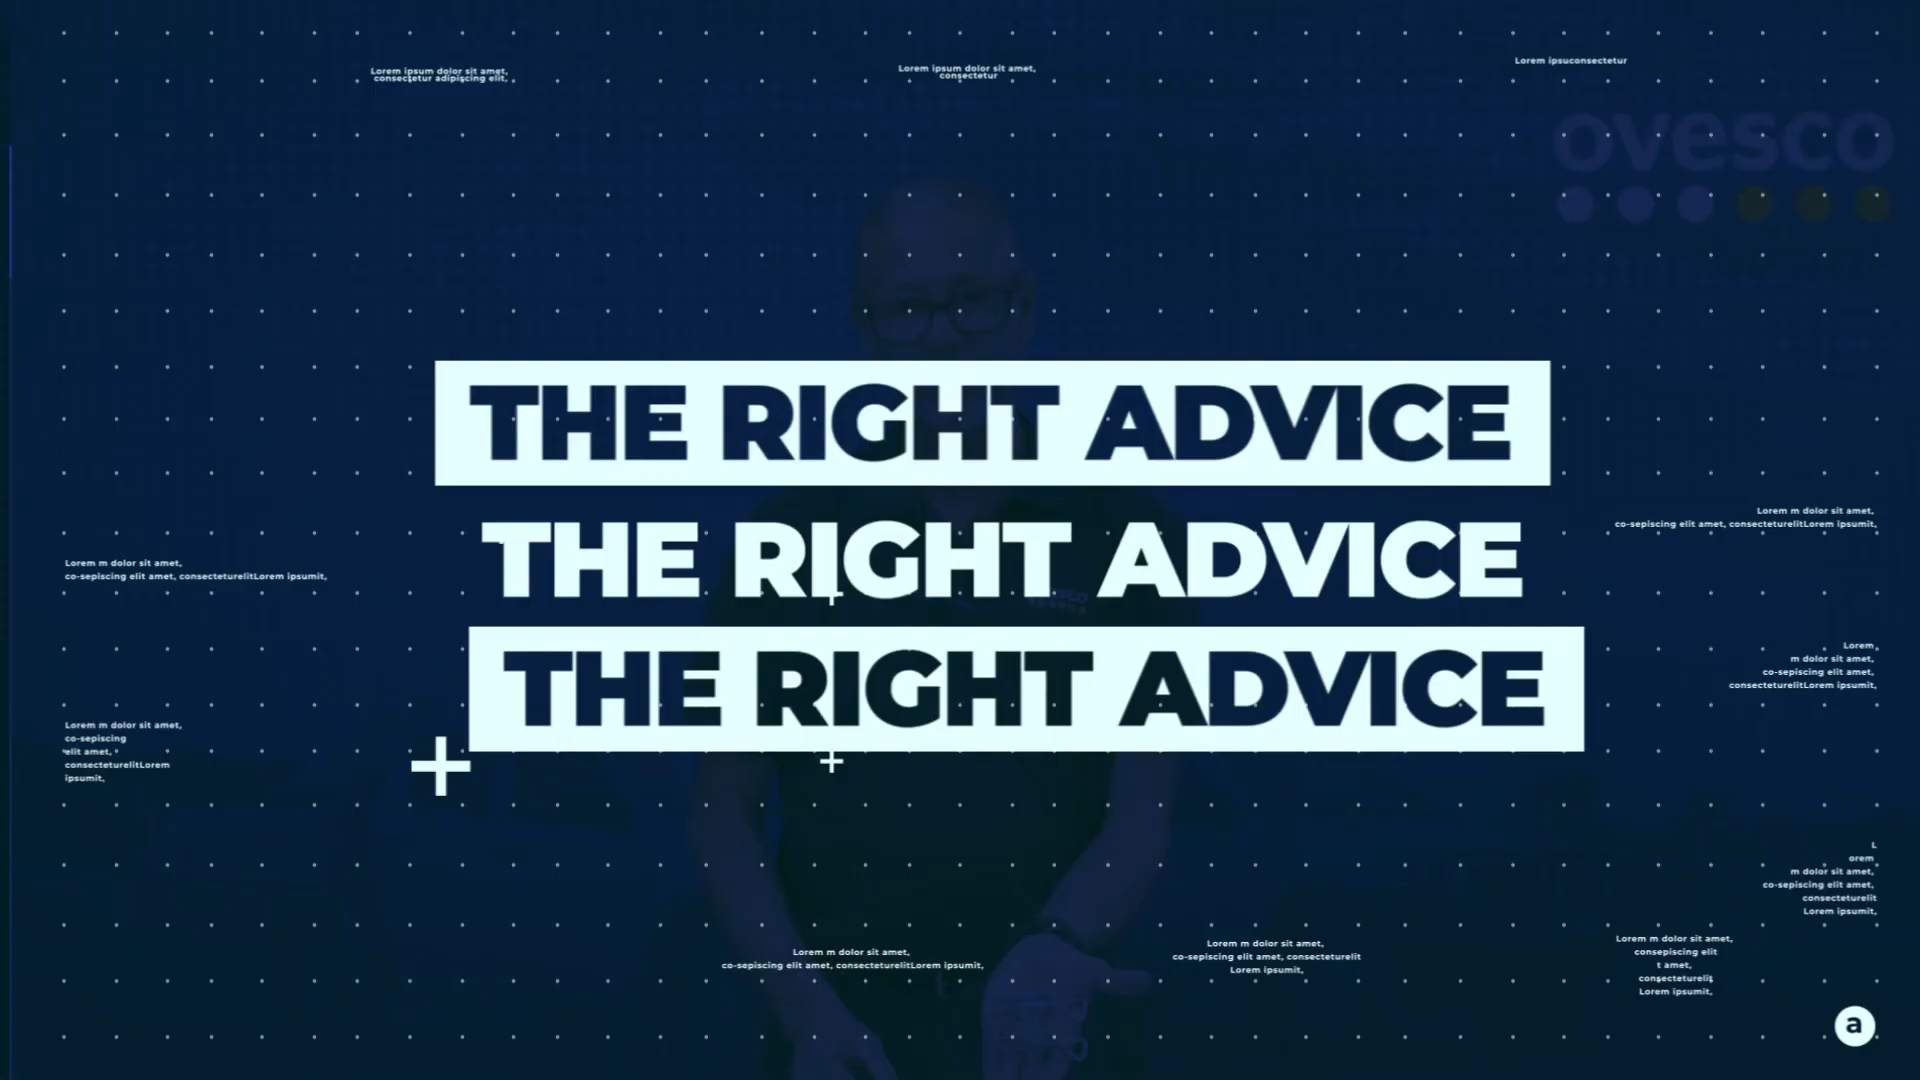 Lorem ipsuconsectetur
Lorem ipsum dolor sit amet,
consectetur adipiscing elit,
Lorem ipsum dolor sit amet,
consectetur
ovesco
THE RIGHT ADVICE
THE RIGHT ADVICE
THE RIGHT ADVICE
Lorem m dolor sit amet,
co-sepiscing elit amet, consecteturelitLorem ipsumit,
Lorem m dolor sit amet,
co-sepiscing elit amet, consecteturelitLorem ipsumit,
Lorem
m dolor sit amet,
co-sepiscing elit amet,
consecteturelitLorem ipsumit,
Lorem m dolor sit amet,
co-sepiscing
elit amet,
consecteturelitLorem
ipsumit,
L
orem
m dolor sit amet,
co-sepiscing elit amet,
consecteturelit
Lorem ipsumit,
Lorem m dolor sit amet,
co-sepiscing elit amet, consecteturelitLorem ipsumit,
Lorem m dolor sit amet,
co-sepiscing elit amet, consecteturelit
Lorem ipsumit,
Lorem m dolor sit amet,
consepiscing elit
t amet,
consecteturelit
Lorem ipsumit,
a